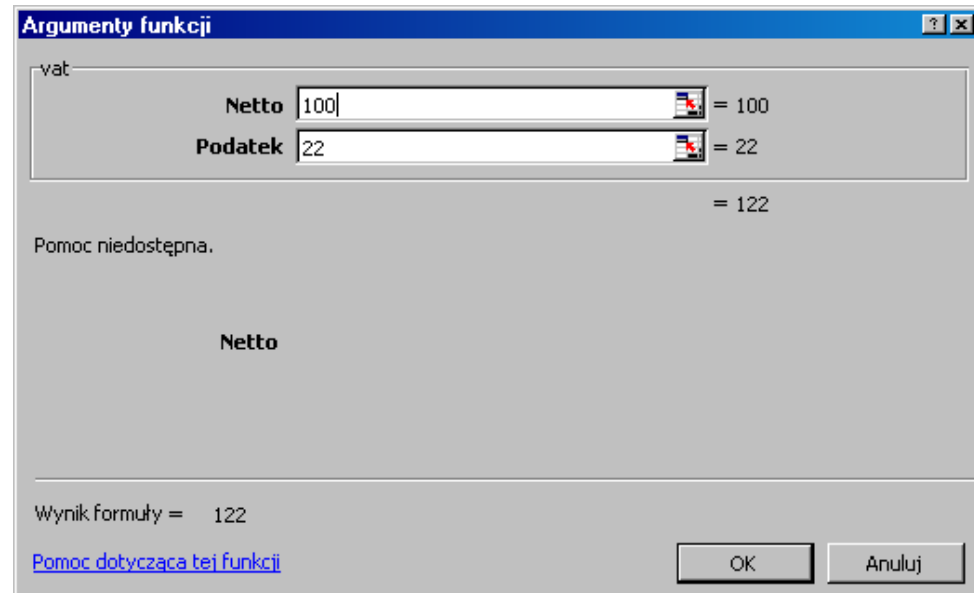 Argumenty funkcji
vat
Netto 100 = 100
Podatek 22 = 22
= 122
Pomoc niedostępna.
Netto
Wynik formuły = 122
Pomoc dotycząca tej funkcji
OK Anuluj